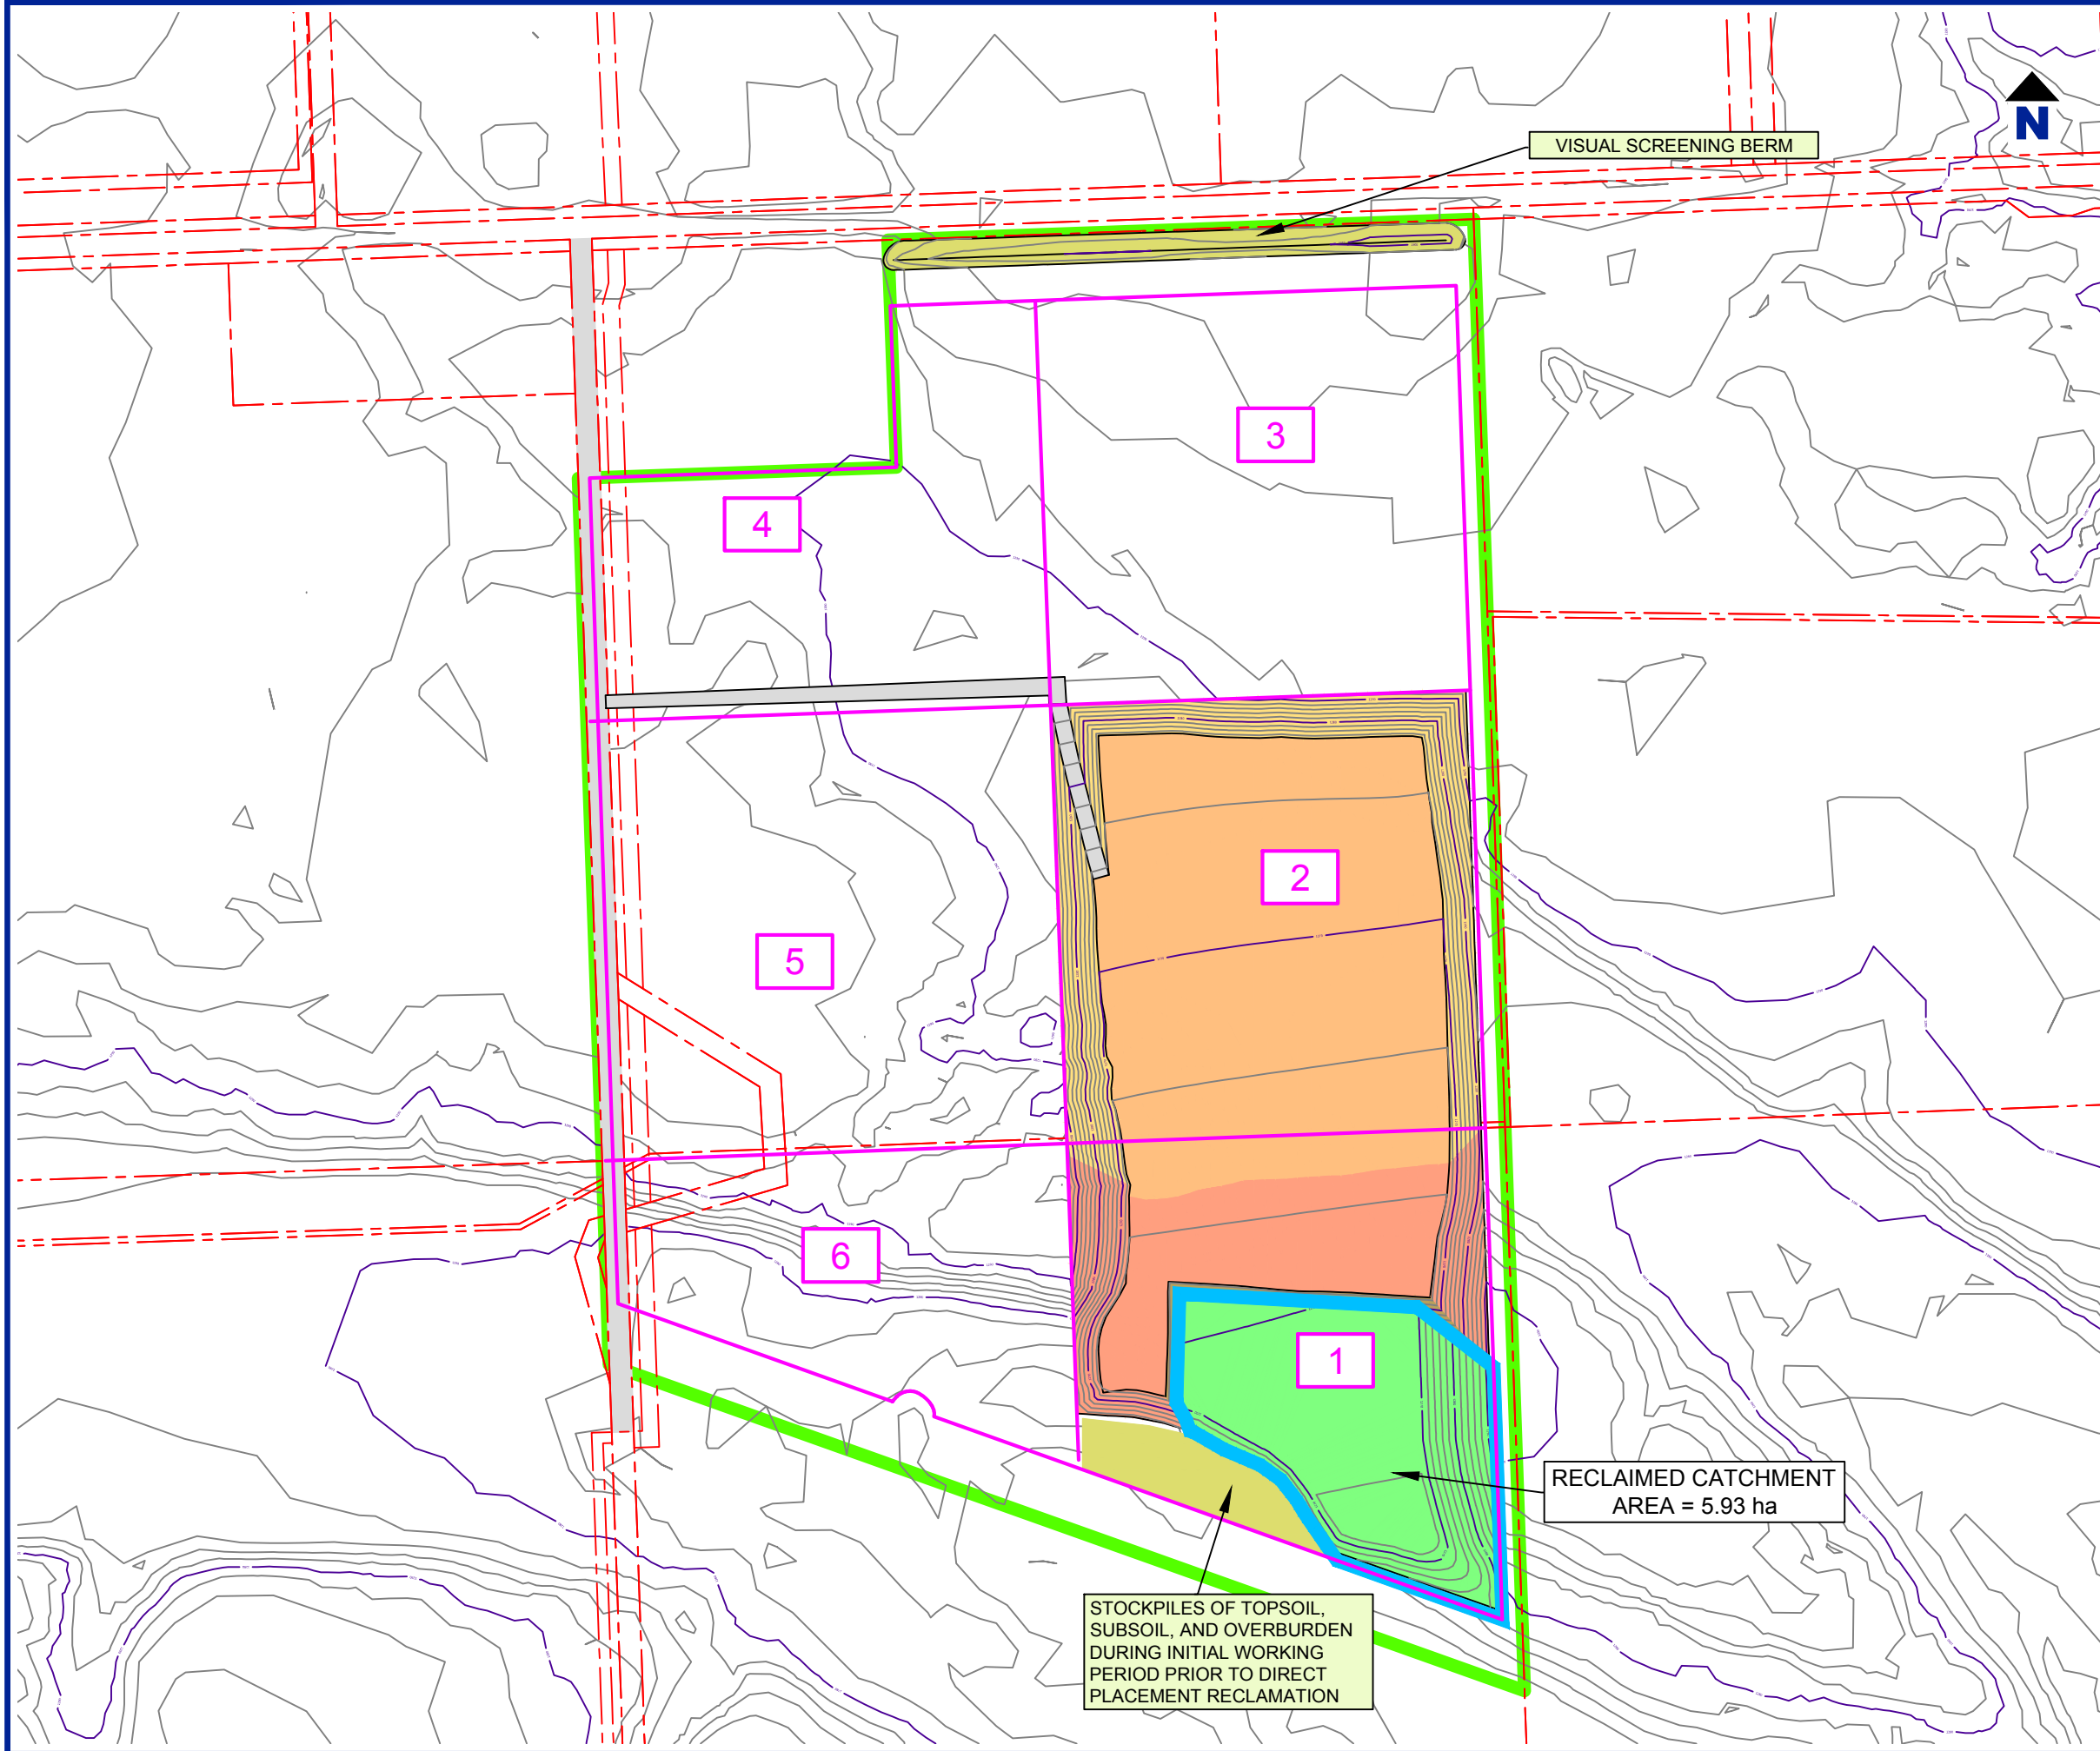 VISUAL SCREENING BERM
N
3
4
2
5
6
1
RECLAIMED CATCHMENT
AREA = 5.93 ha
STOCKPILES OF TOPSOIL,
SUBSOIL, AND OVERBURDEN
DURING INITIAL WORKING
PERIOD PRIOR TO DIRECT
PLACEMENT RECLAMATION